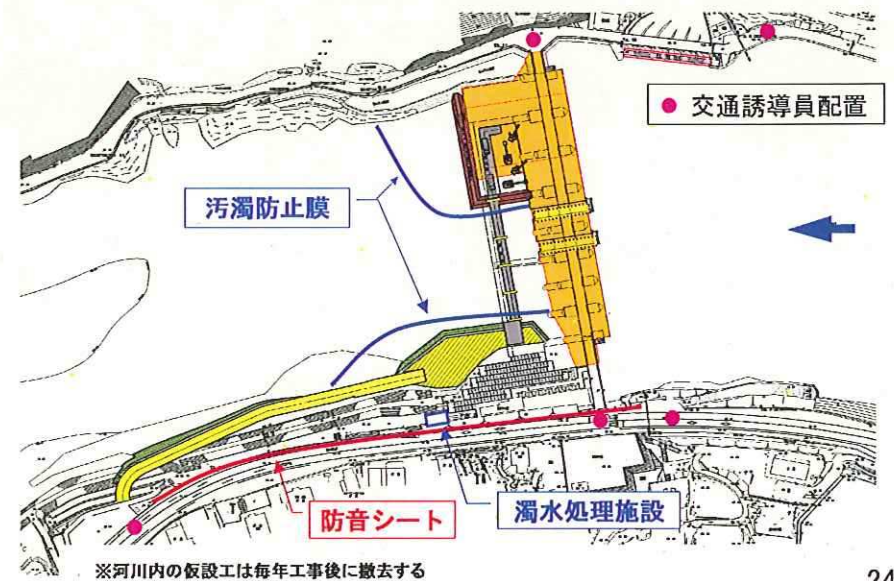 交通誘導員配置
汚濁防止膜
防音シート
濁水処理施設
※河川内の仮設工は毎年工事後に撤去する
24